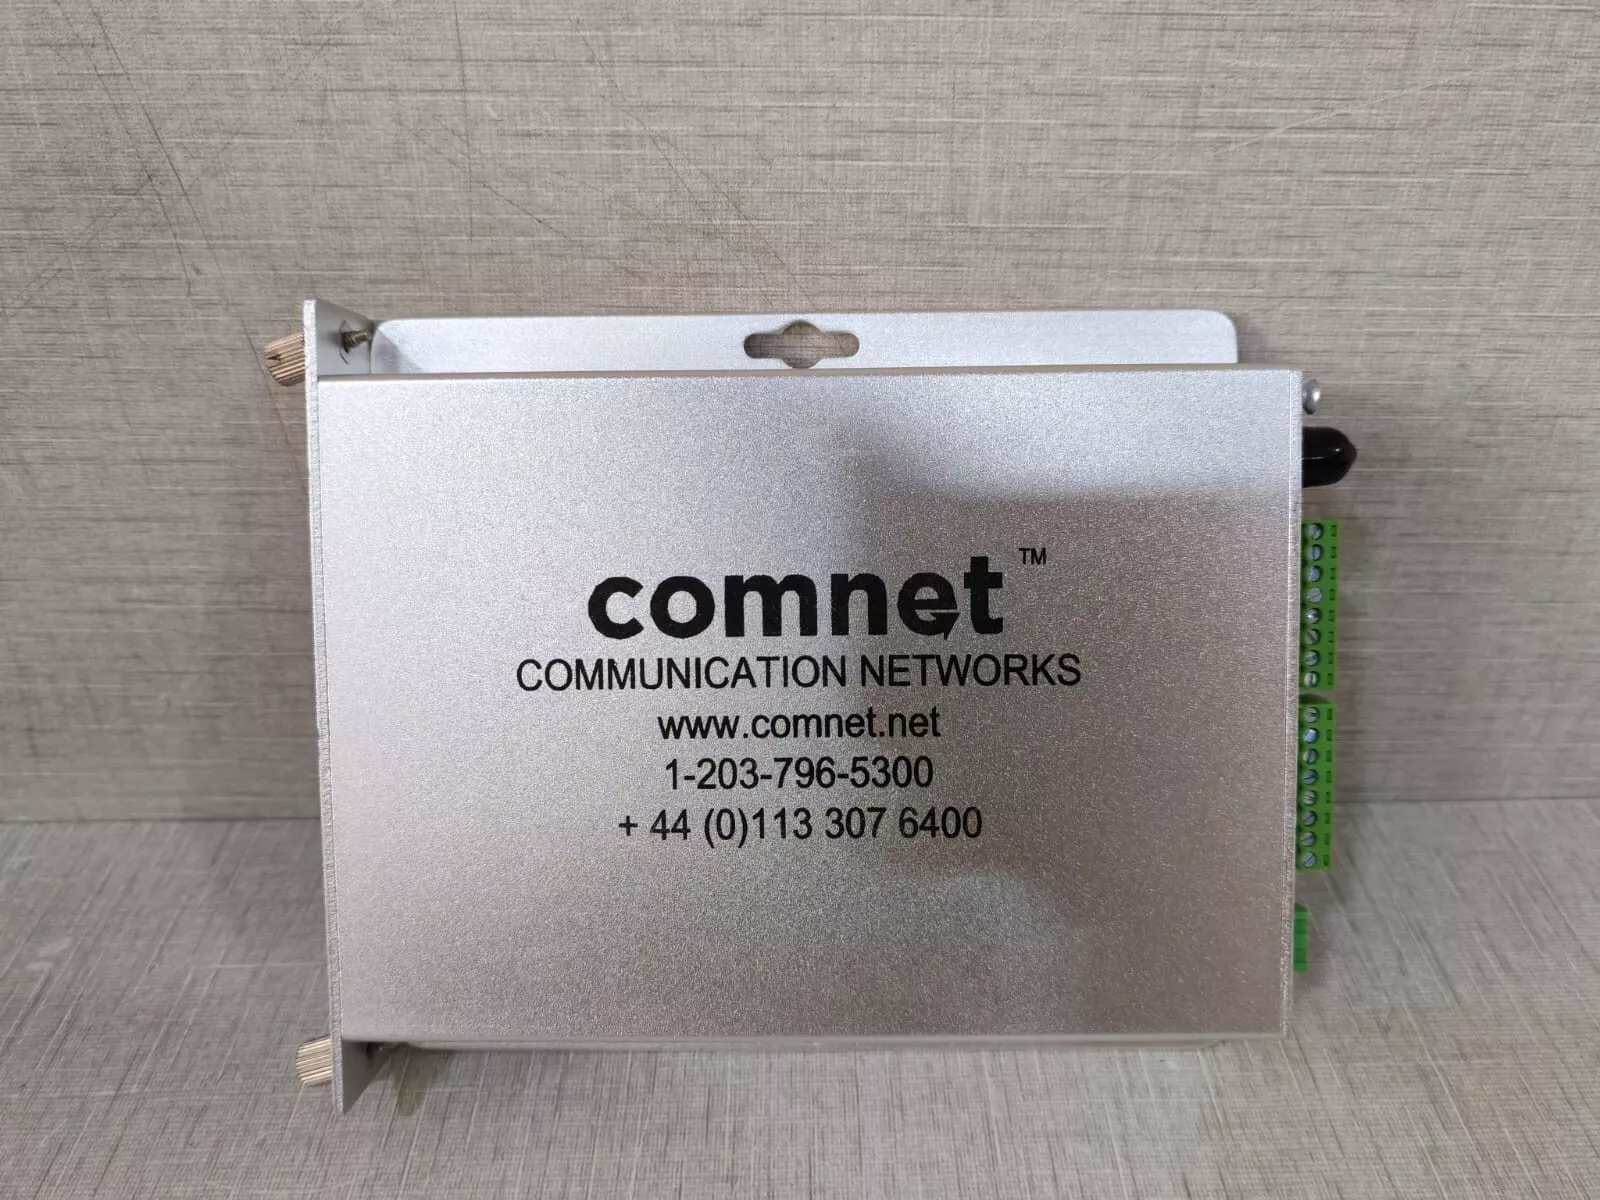 comnet™
COMMUNICATION NETWORKS
www.comnet.net
1-203-796-5300
+ 44 (0)113 307 6400